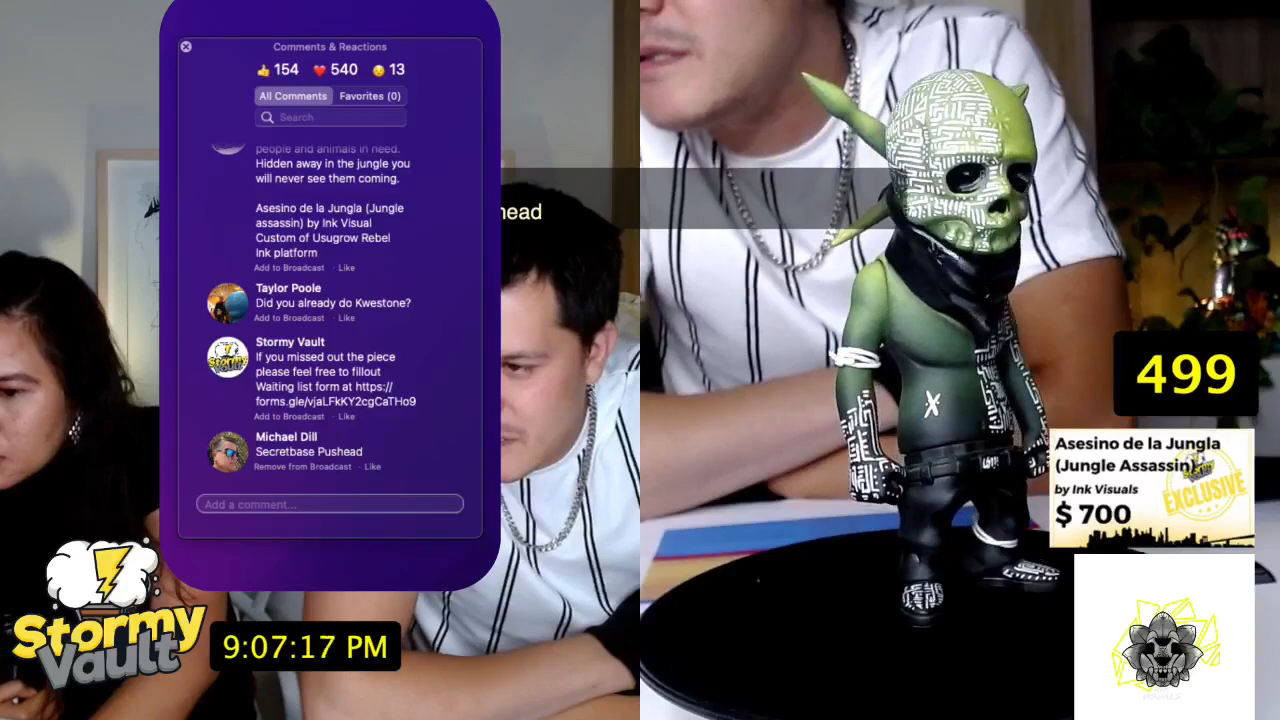 Comments & Reactions
154 540 13
All Comments Favorites (0)
Search
people and animals in need.
Hidden away in the jungle you
will never see them coming.
Asesino de la Jungla (Jungle
assassin) by Ink Visual
Custom of Usugrow Rebel
Ink platform
Add to Broadcast · Like
Taylor Poole
Did you already do Kwestone?
Add to Broadcast · Like
Stormy Vault
If you missed out the piece
please feel free to fillout
Waiting list form at https://
forms.gle/vjaLFkKY2cgCaTHo9
Add to Broadcast · Like
Michael Dill
Secretbase Pushead
Remove from Broadcast · Like
Add a comment...
head
Stormy
Vault
9:07:17 PM
499
Asesino de la Jungla
(Jungle Assassin)
by Ink Visuals
$ 700
Stormy
Vault
EXCLUSIVE